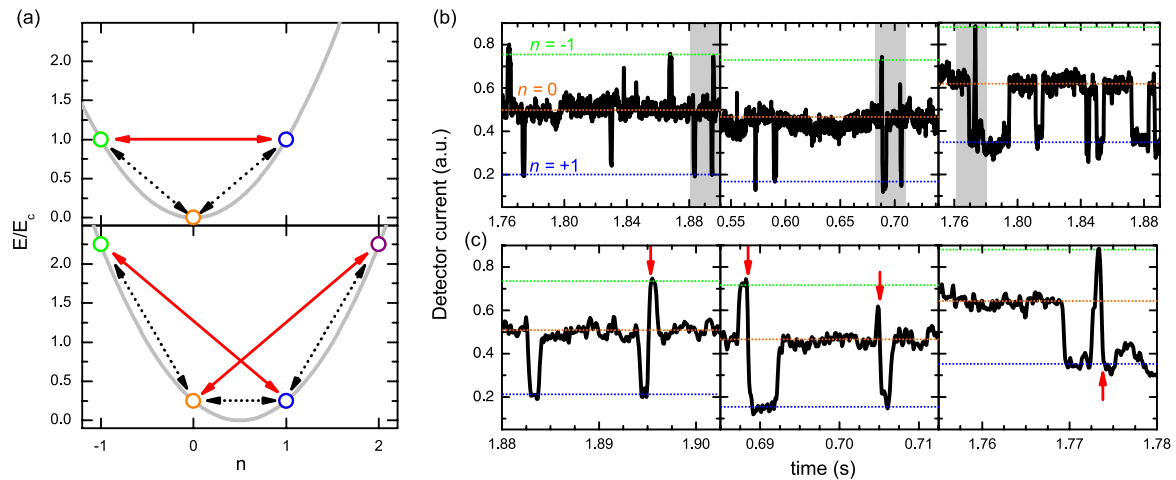 (a)
2.0
1.5
1.0
0.5
0.0
2.0
1.5
1.0
0.5
0.0
E/E_c
-1 0 1 2
n
(b)
0.8
0.6
0.4
0.2
n = -1
n = 0
n = +1
1.76 1.80 1.84 1.88
0.55 0.60 0.65 0.70
1.76 1.80 1.84 1.88
Detector current (a.u.)
(c)
0.8
0.6
0.4
0.2
1.88 1.89 1.90
0.69 0.70 0.71
1.76 1.77 1.78
time (s)